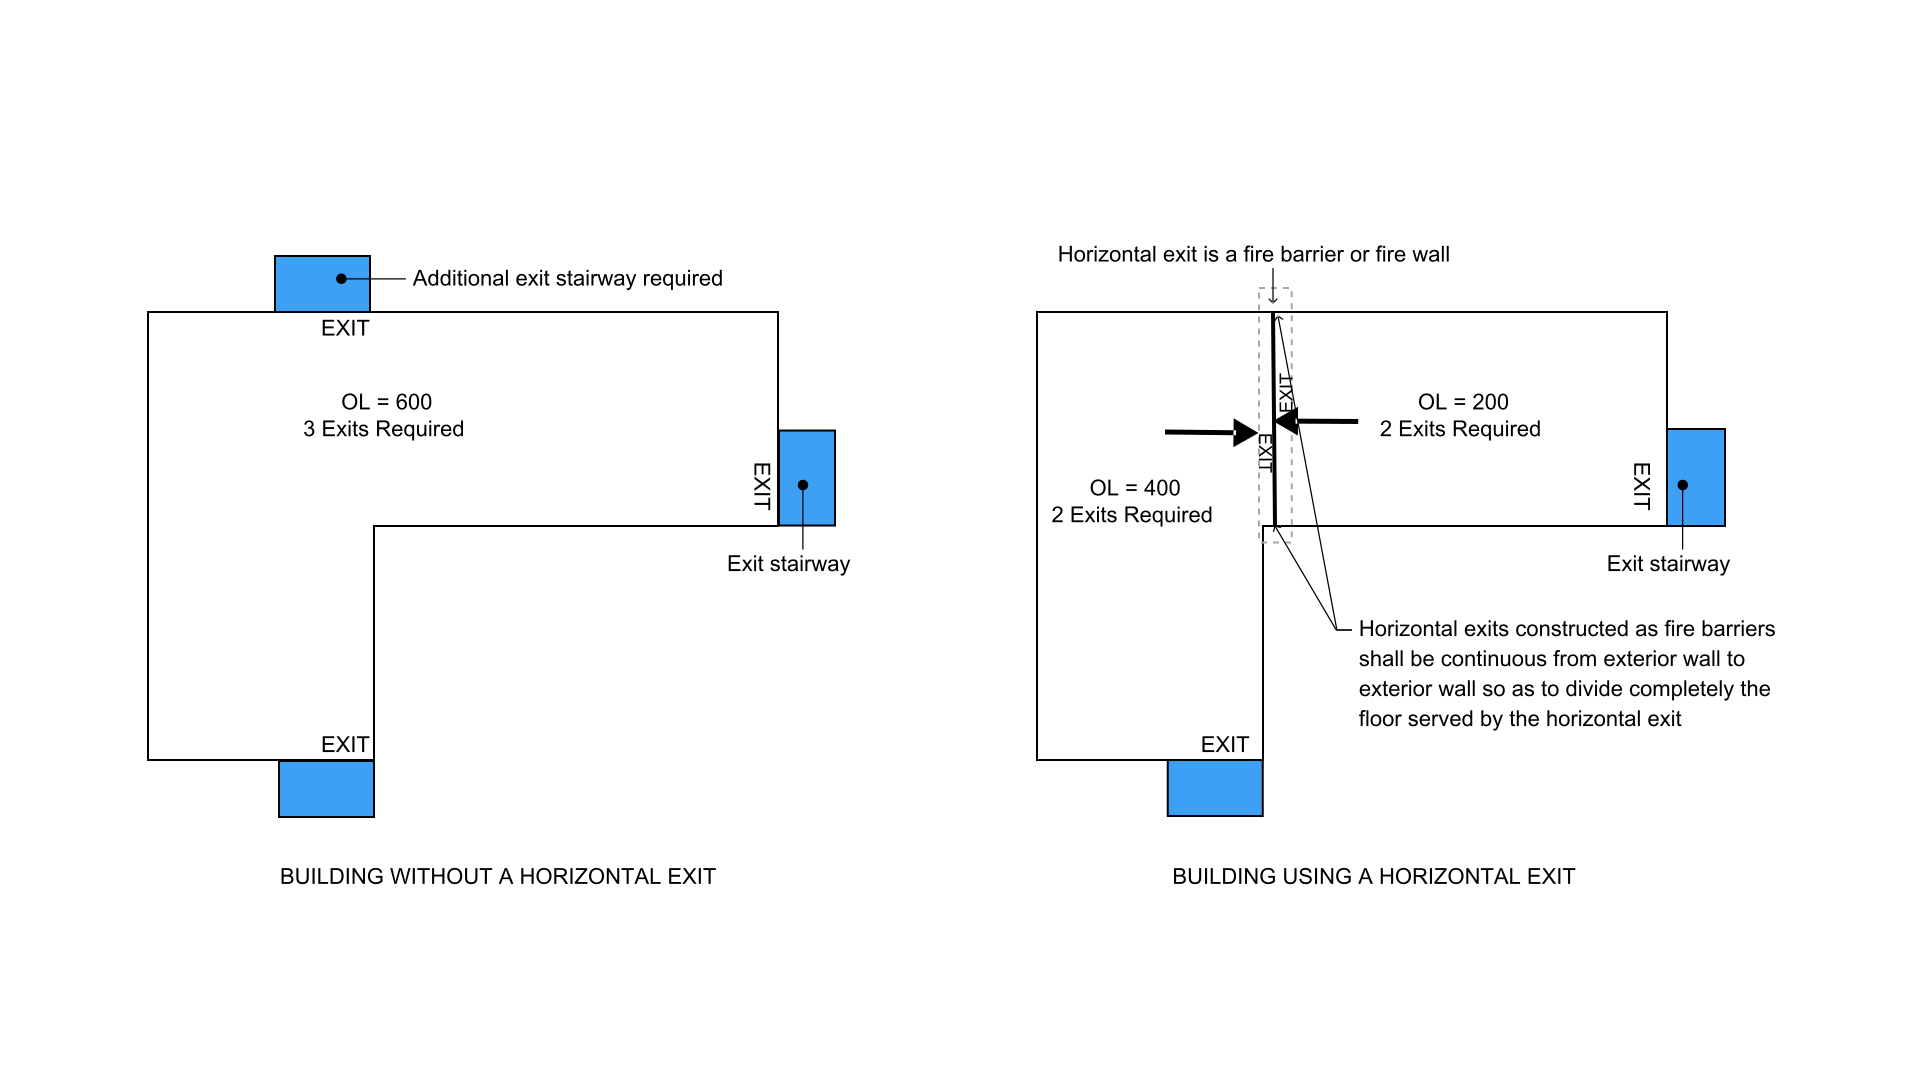 Additional exit stairway required
EXIT
OL = 600
3 Exits Required
EXIT
Exit stairway
EXIT
BUILDING WITHOUT A HORIZONTAL EXIT
Horizontal exit is a fire barrier or fire wall
EXIT
EXIT
OL = 200
2 Exits Required
OL = 400
2 Exits Required
EXIT
Exit stairway
Horizontal exits constructed as fire barriers
shall be continuous from exterior wall to
exterior wall so as to divide completely the
floor served by the horizontal exit
EXIT
BUILDING USING A HORIZONTAL EXIT